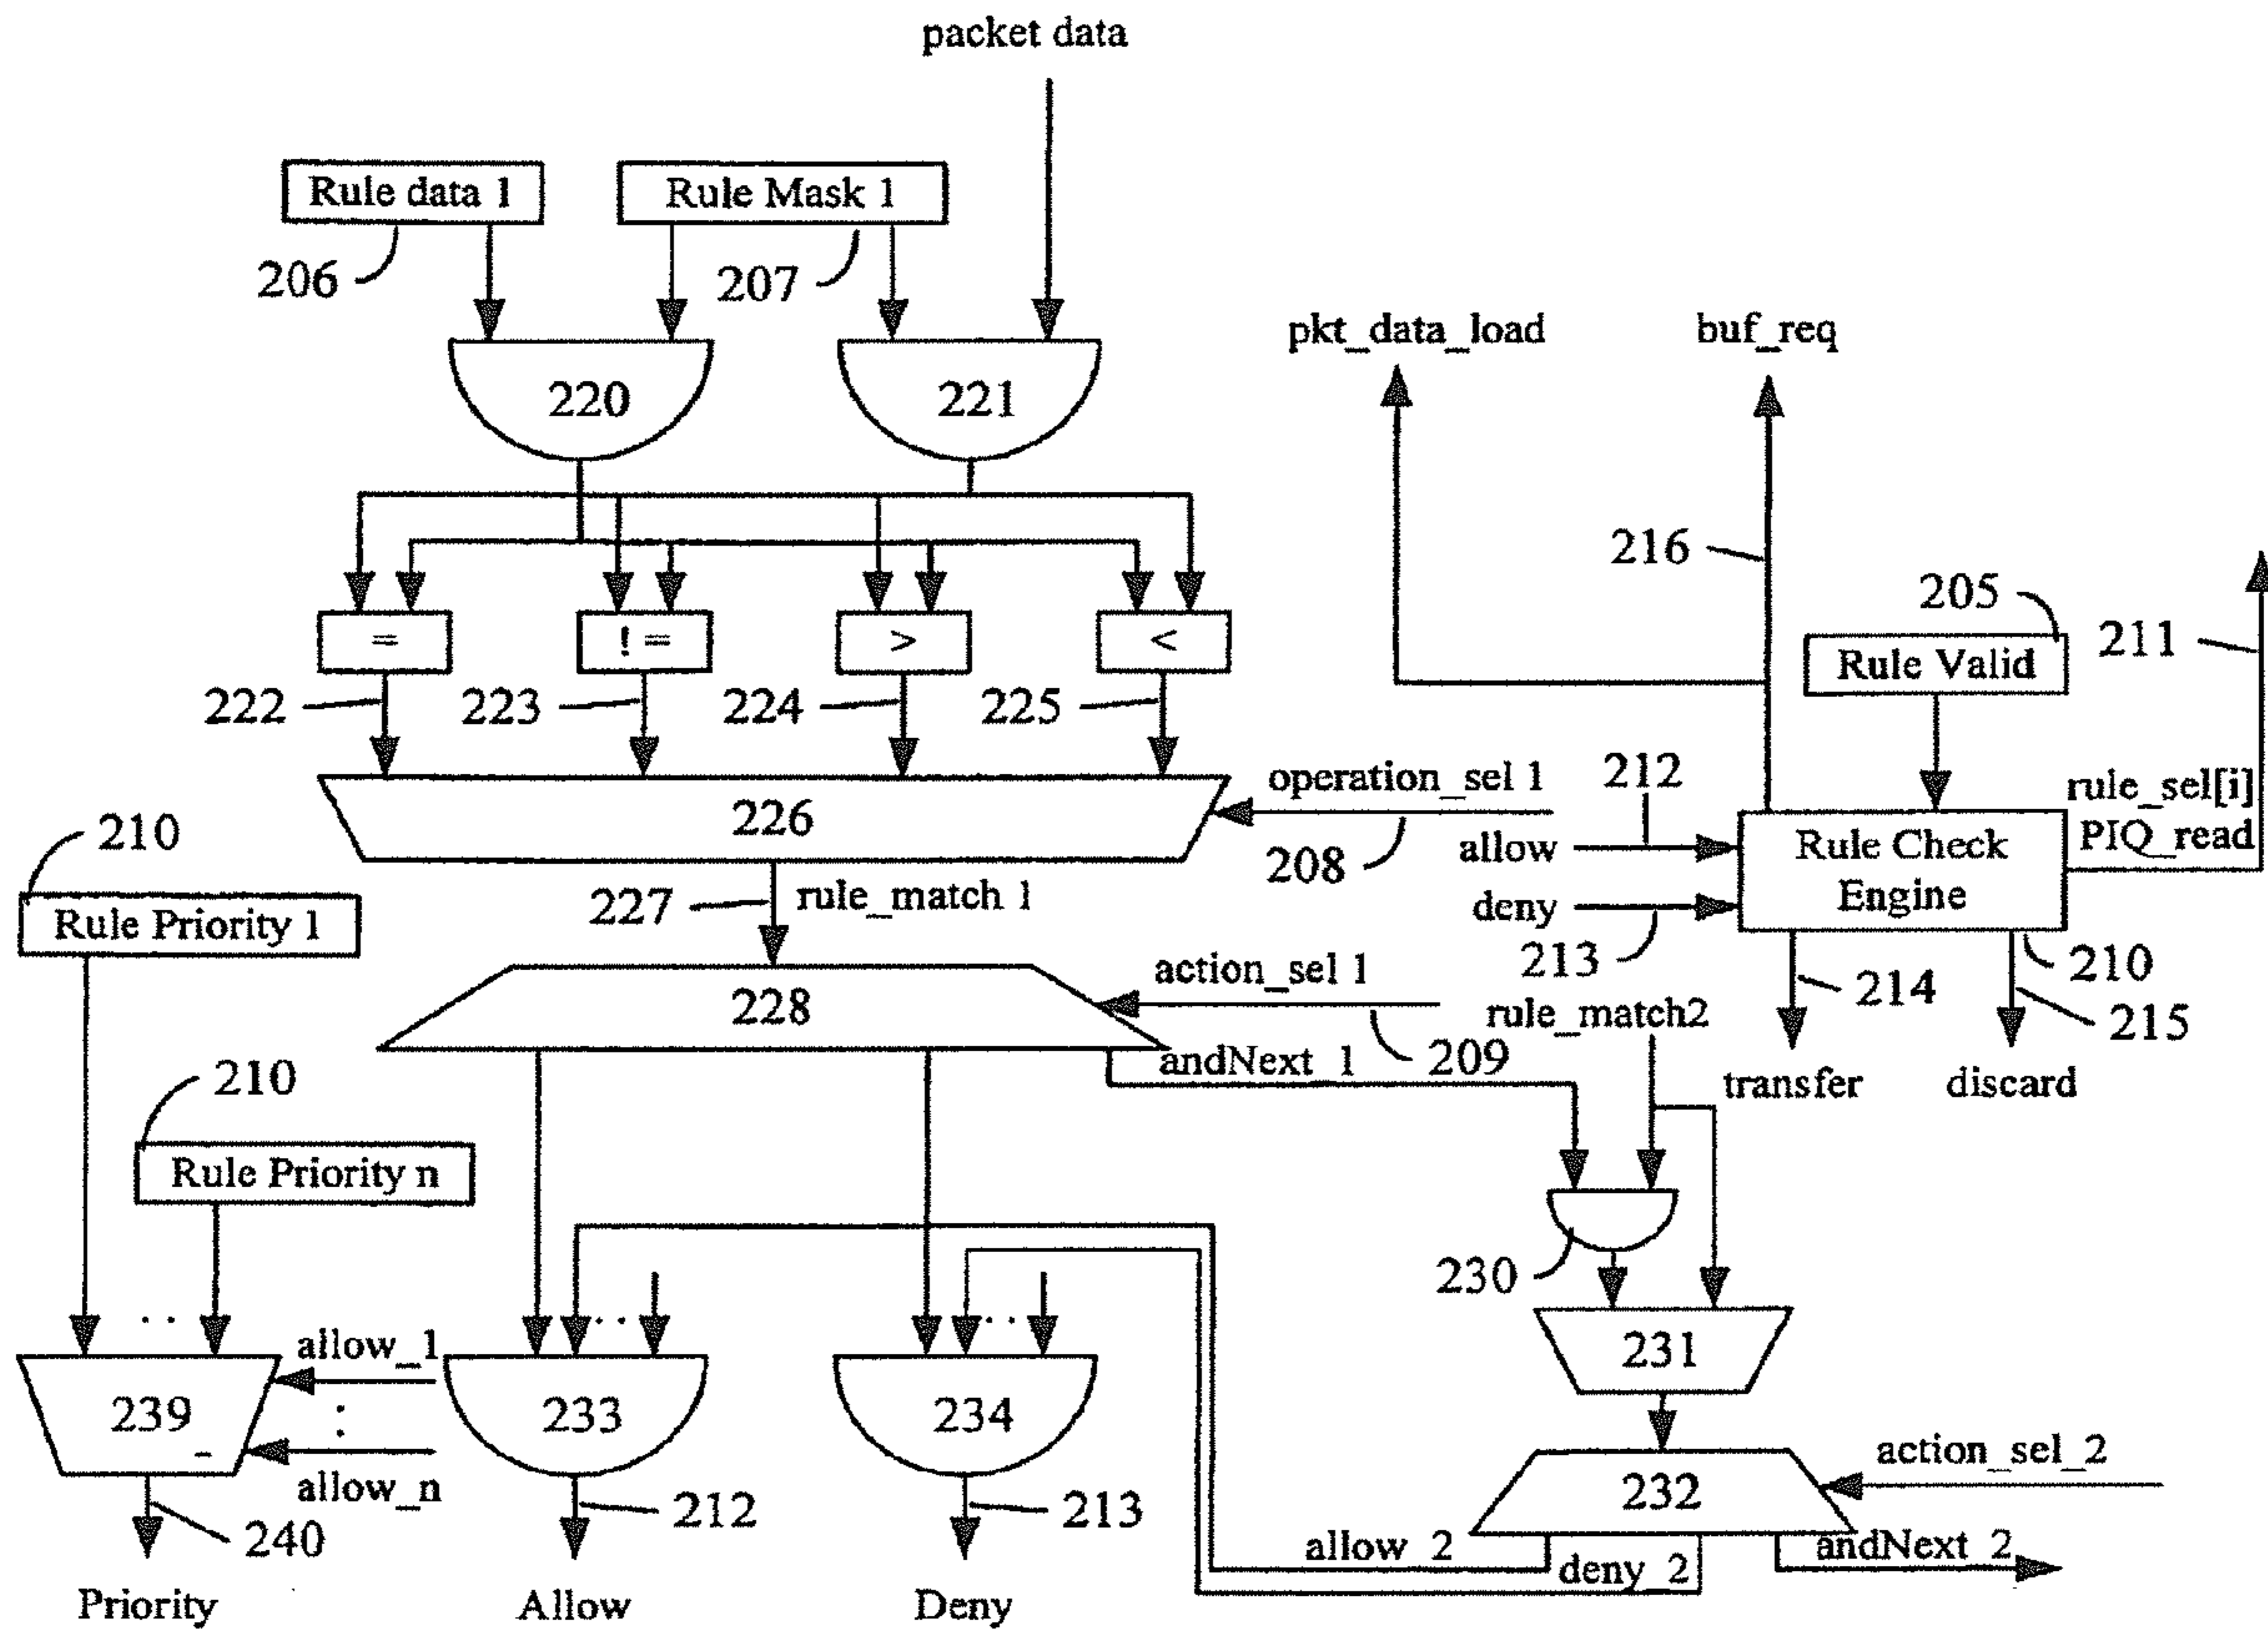 packet data
Rule data 1
Rule Mask 1
206
207
pkt_data_load
buf_req
220
221
216
205
211
=
! =
>
<
Rule Valid
222
223
224
225
operation_sel 1
212
rule_sel[i]
PIQ_read
226
208
allow
Rule Check
Engine
210
227
rule_match 1
deny
213
Rule Priority 1
action_sel 1
214
210
215
228
rule_match2
209
andNext_1
transfer
discard
210
Rule Priority n
230
. .
. .
. .
allow_1
231
239
:
233
234
allow_n
action_sel_2
232
240
212
213
allow_2
deny_2
andNext_2
Priority
Allow
Deny